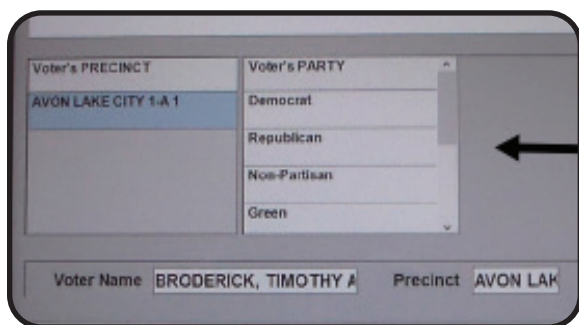 Voter's PRECINCT
AVON LAKE CITY 1-A 1
Voter's PARTY
Democrat
Republican
Non-Partisan
Green
Voter Name BRODERICK, TIMOTHY A Precinct AVON LAK